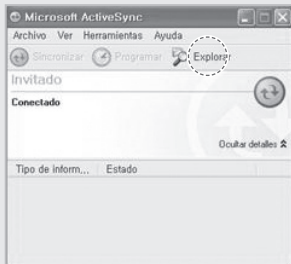 Microsoft ActiveSync
Archivo Ver Herramientas Ayuda
Sincronizar Programar Explorar
Invitado
Conectado
Ocultar detalles
Tipo de inform... Estado